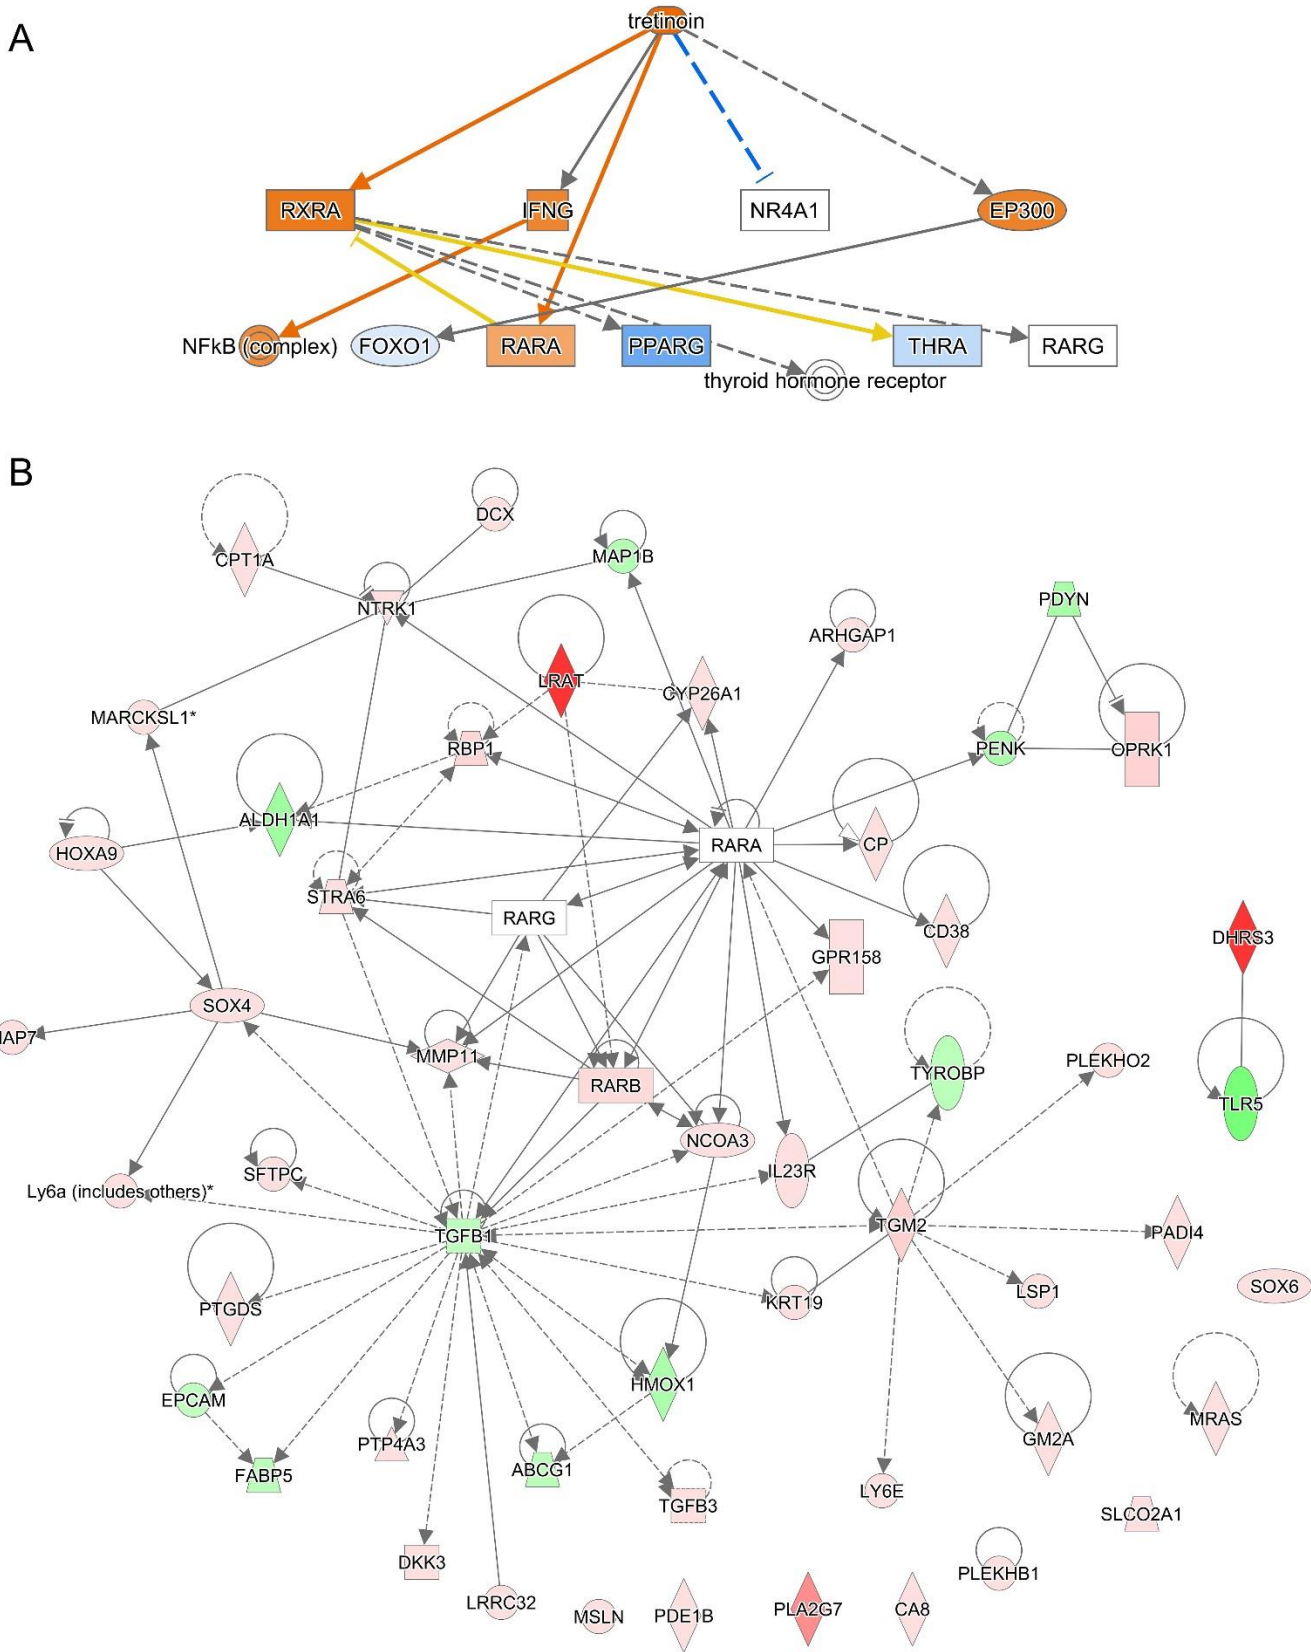 A
tretinoin
RXRA
IFNG
NR4A1
EP300
NFkB (complex)
FOXO1
RARA
PPARG
THRA
RARG
thyroid hormone receptor
B
DCX
CPT1A
MAP1B
NTRK1
PDYN
ARHGAP1
LRAT
CYP26A1
MARCKSL1*
RBP1
PENK
OPRK1
ALDH1A1
HOXA9
RARA
CP
STRA6
RARG
CD38
DHRS3
GPR158
SOX4
AP7
MMP11
PLEKHO2
TYROBP
RARB
TLR5
NCOA3
SFTPC
IL23R
Ly6a (includes others)*
TGFB1
TGM2
PADI4
PTGDS
KRT19
LSP1
SOX6
EPCAM
HMOX1
MRAS
PTP4A3
GM2A
FABP5
ABCG1
LY6E
TGFB3
SLCO2A1
DKK3
PLEKHB1
LRRC32
MSLN
PDE1B
PLA2G7
CA8